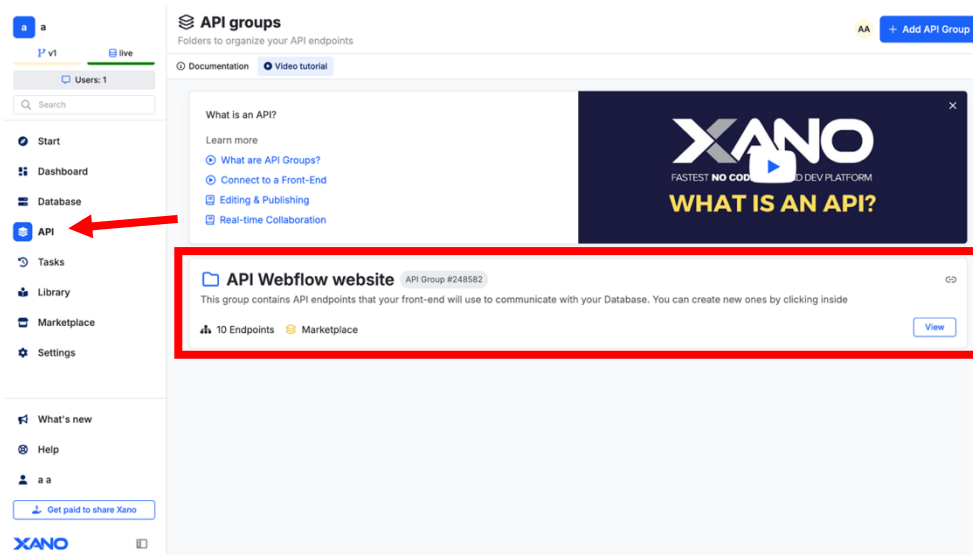 a a
v1 live
Users: 1
Search
Start
Dashboard
Database
API
Tasks
Library
Marketplace
Settings
What's new
Help
a a
Get paid to share Xano
XANO
API groups
Folders to organize your API endpoints
AA
+ Add API Group
Documentation Video tutorial
What is an API?
Learn more
What are API Groups?
Connect to a Front-End
Editing & Publishing
Real-time Collaboration
XANO
FASTEST NO COD D DEV PLATFORM
WHAT IS AN API?
API Webflow website API Group #248582
This group contains API endpoints that your front-end will use to communicate with your Database. You can create new ones by clicking inside
10 Endpoints Marketplace
View